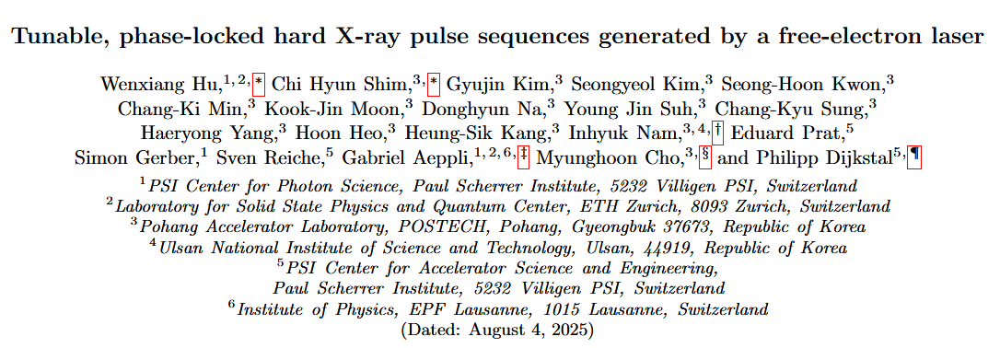 Tunable, phase-locked hard X-ray pulse sequences generated by a free-electron laser
Wenxiang Hu,1, 2, * Chi Hyun Shim,3, * Gyujin Kim,3 Seongyeol Kim,3 Seong-Hoon Kwon,3
Chang-Ki Min,3 Kook-Jin Moon,3 Donghyun Na,3 Young Jin Suh,3 Chang-Kyu Sung,3
Haeryong Yang,3 Hoon Heo,3 Heung-Sik Kang,3 Inhyuk Nam,3, 4, † Eduard Prat,5
Simon Gerber,1 Sven Reiche,5 Gabriel Aeppli,1, 2, 6, ‡ Myunghoon Cho,3, § and Philipp Dijkstal5, ¶
1 PSI Center for Photon Science, Paul Scherrer Institute, 5232 Villigen PSI, Switzerland
2 Laboratory for Solid State Physics and Quantum Center, ETH Zurich, 8093 Zurich, Switzerland
3 Pohang Accelerator Laboratory, POSTECH, Pohang, Gyeongbuk 37673, Republic of Korea
4 Ulsan National Institute of Science and Technology, Ulsan, 44919, Republic of Korea
5 PSI Center for Accelerator Science and Engineering,
Paul Scherrer Institute, 5232 Villigen PSI, Switzerland
6 Institute of Physics, EPF Lausanne, 1015 Lausanne, Switzerland
(Dated: August 4, 2025)